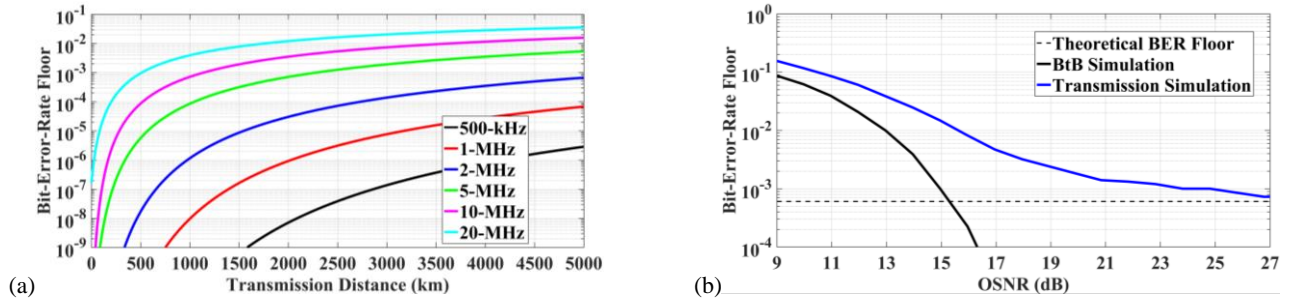 10^-1
10^-2
10^-3
10^-4
10^-5
10^-6
10^-7
10^-8
10^-9
Bit-Error-Rate Floor
500-kHz
1-MHz
2-MHz
5-MHz
10-MHz
20-MHz
0 500 1000 1500 2000 2500 3000 3500 4000 4500 5000
Transmission Distance (km)
(a)
10^0
10^-1
10^-2
10^-3
10^-4
Bit-Error-Rate Floor
Theoretical BER Floor
BtB Simulation
Transmission Simulation
9 11 13 15 17 19 21 23 25 27
OSNR (dB)
(b)